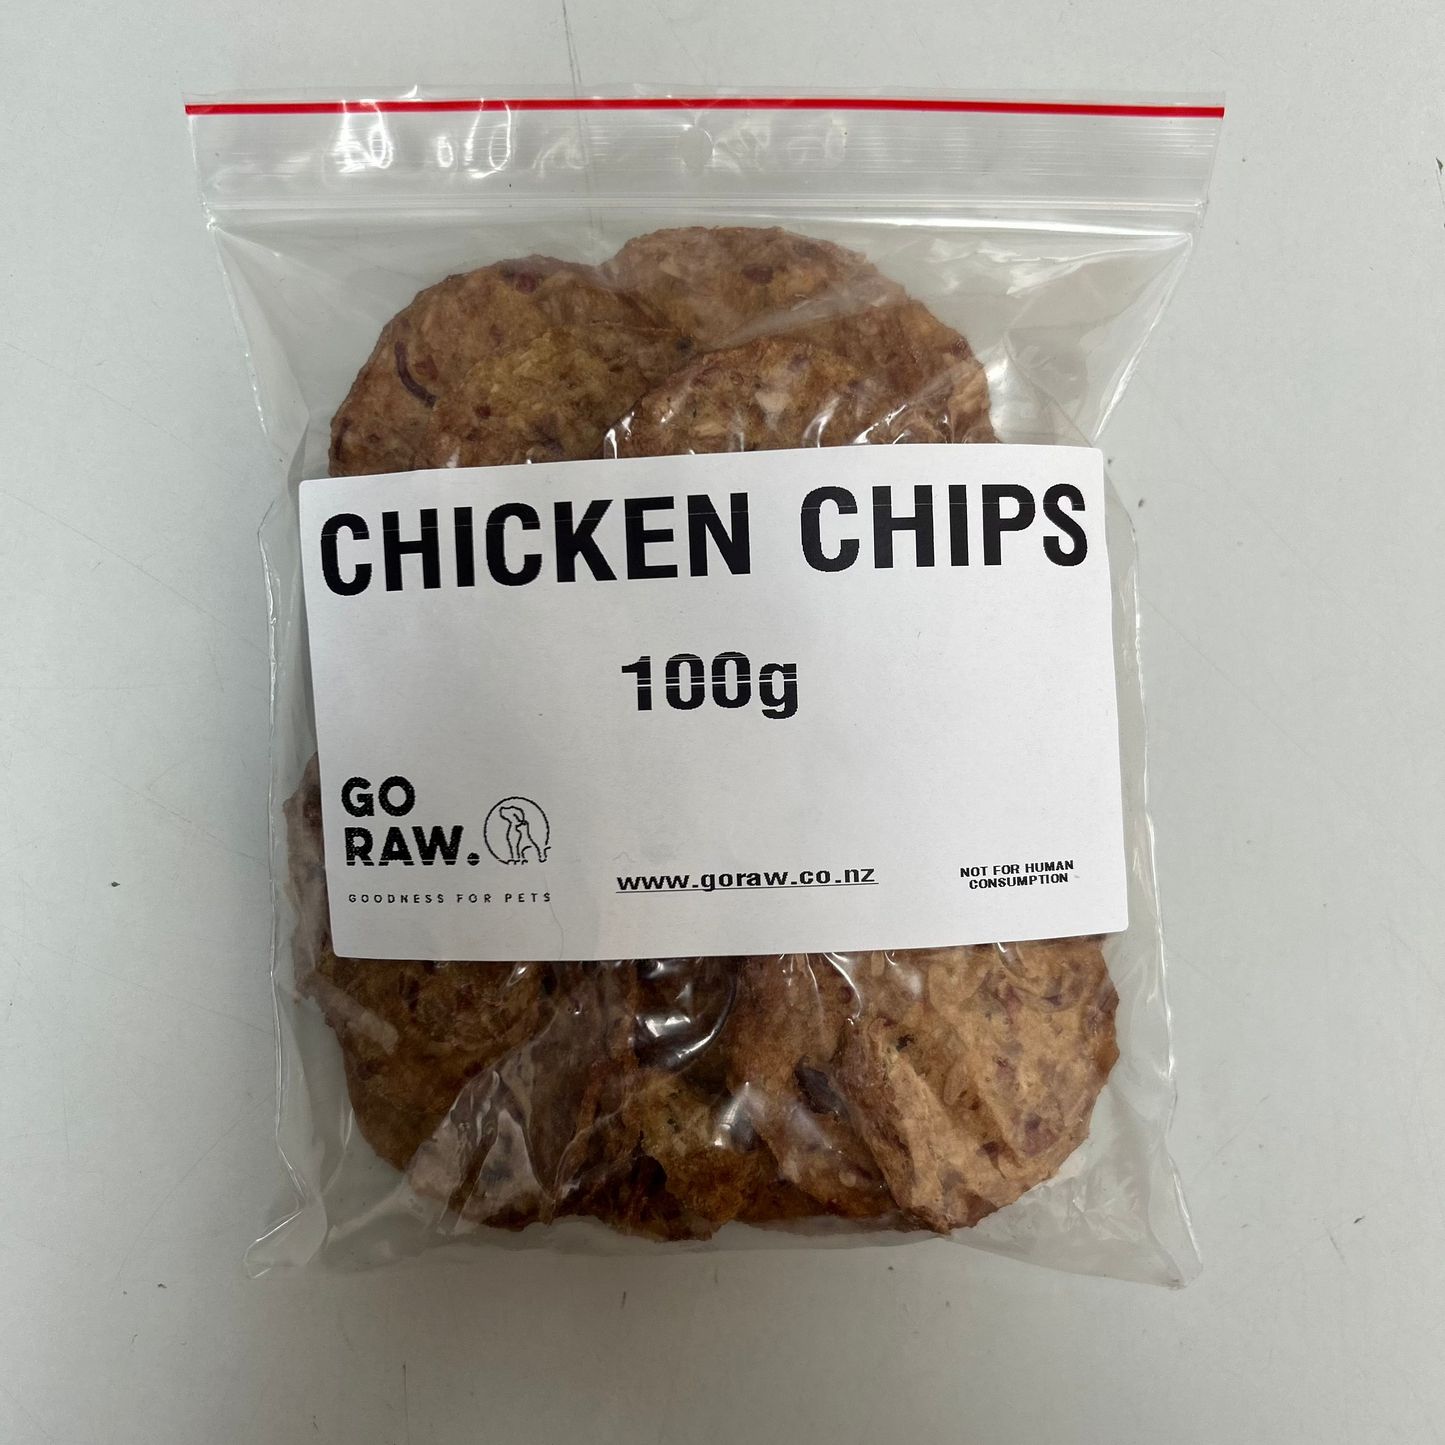 CHICKEN CHIPS
100g
GO
RAW.
GOODNESS FOR PETS
www.goraw.co.nz
NOT FOR HUMAN
CONSUMPTION